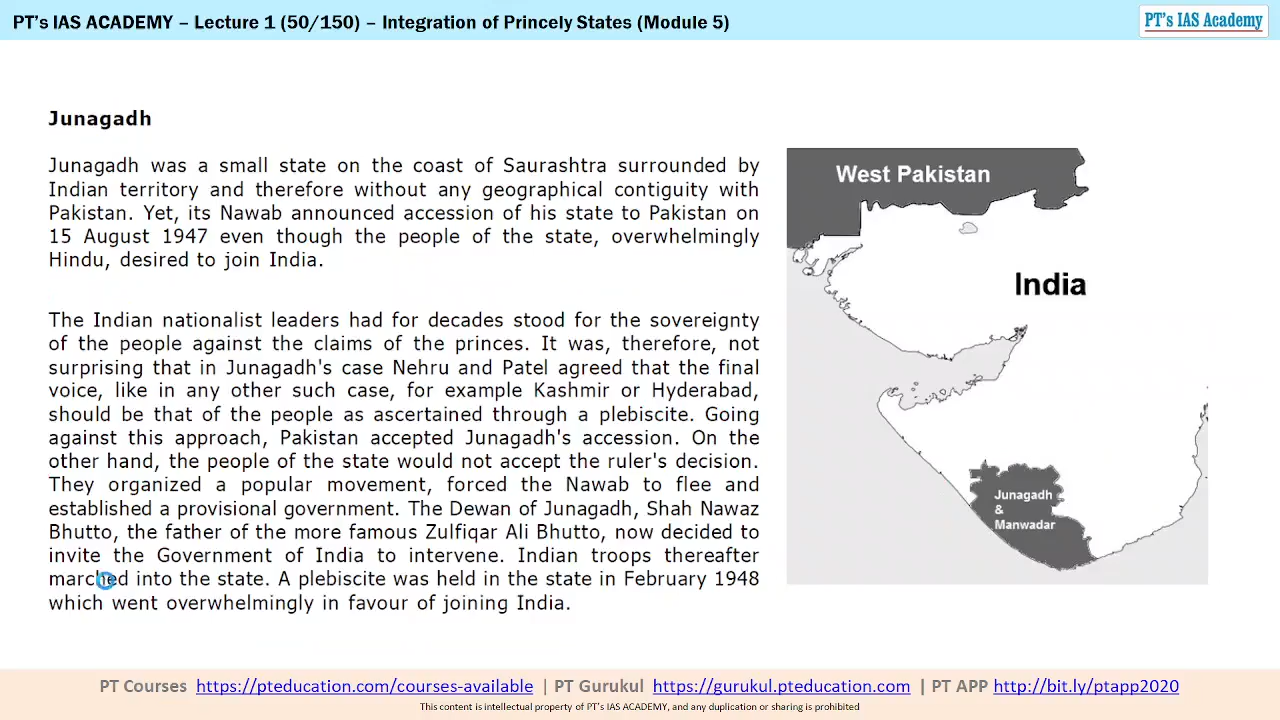 PT's IAS ACADEMY – Lecture 1 (50/150) – Integration of Princely States (Module 5)
PT's IAS Academy
Junagadh
Junagadh was a small state on the coast of Saurashtra surrounded by
Indian territory and therefore without any geographical contiguity with
Pakistan. Yet, its Nawab announced accession of his state to Pakistan on
15 August 1947 even though the people of the state, overwhelmingly
Hindu, desired to join India.
The Indian nationalist leaders had for decades stood for the sovereignty
of the people against the claims of the princes. It was, therefore, not
surprising that in Junagadh's case Nehru and Patel agreed that the final
voice, like in any other such case, for example Kashmir or Hyderabad,
should be that of the people as ascertained through a plebiscite. Going
against this approach, Pakistan accepted Junagadh's accession. On the
other hand, the people of the state would not accept the ruler's decision.
They organized a popular movement, forced the Nawab to flee and
established a provisional government. The Dewan of Junagadh, Shah Nawaz
Bhutto, the father of the more famous Zulfiqar Ali Bhutto, now decided to
invite the Government of India to intervene. Indian troops thereafter
marched into the state. A plebiscite was held in the state in February 1948
which went overwhelmingly in favour of joining India.
West Pakistan
India
Junagadh
&
Manwadar
PT Courses https://pteducation.com/courses-available | PT Gurukul https://gurukul.pteducation.com | PT APP http://bit.ly/ptapp2020
This content is intellectual property of PT's IAS ACADEMY, and any duplication or sharing is prohibited